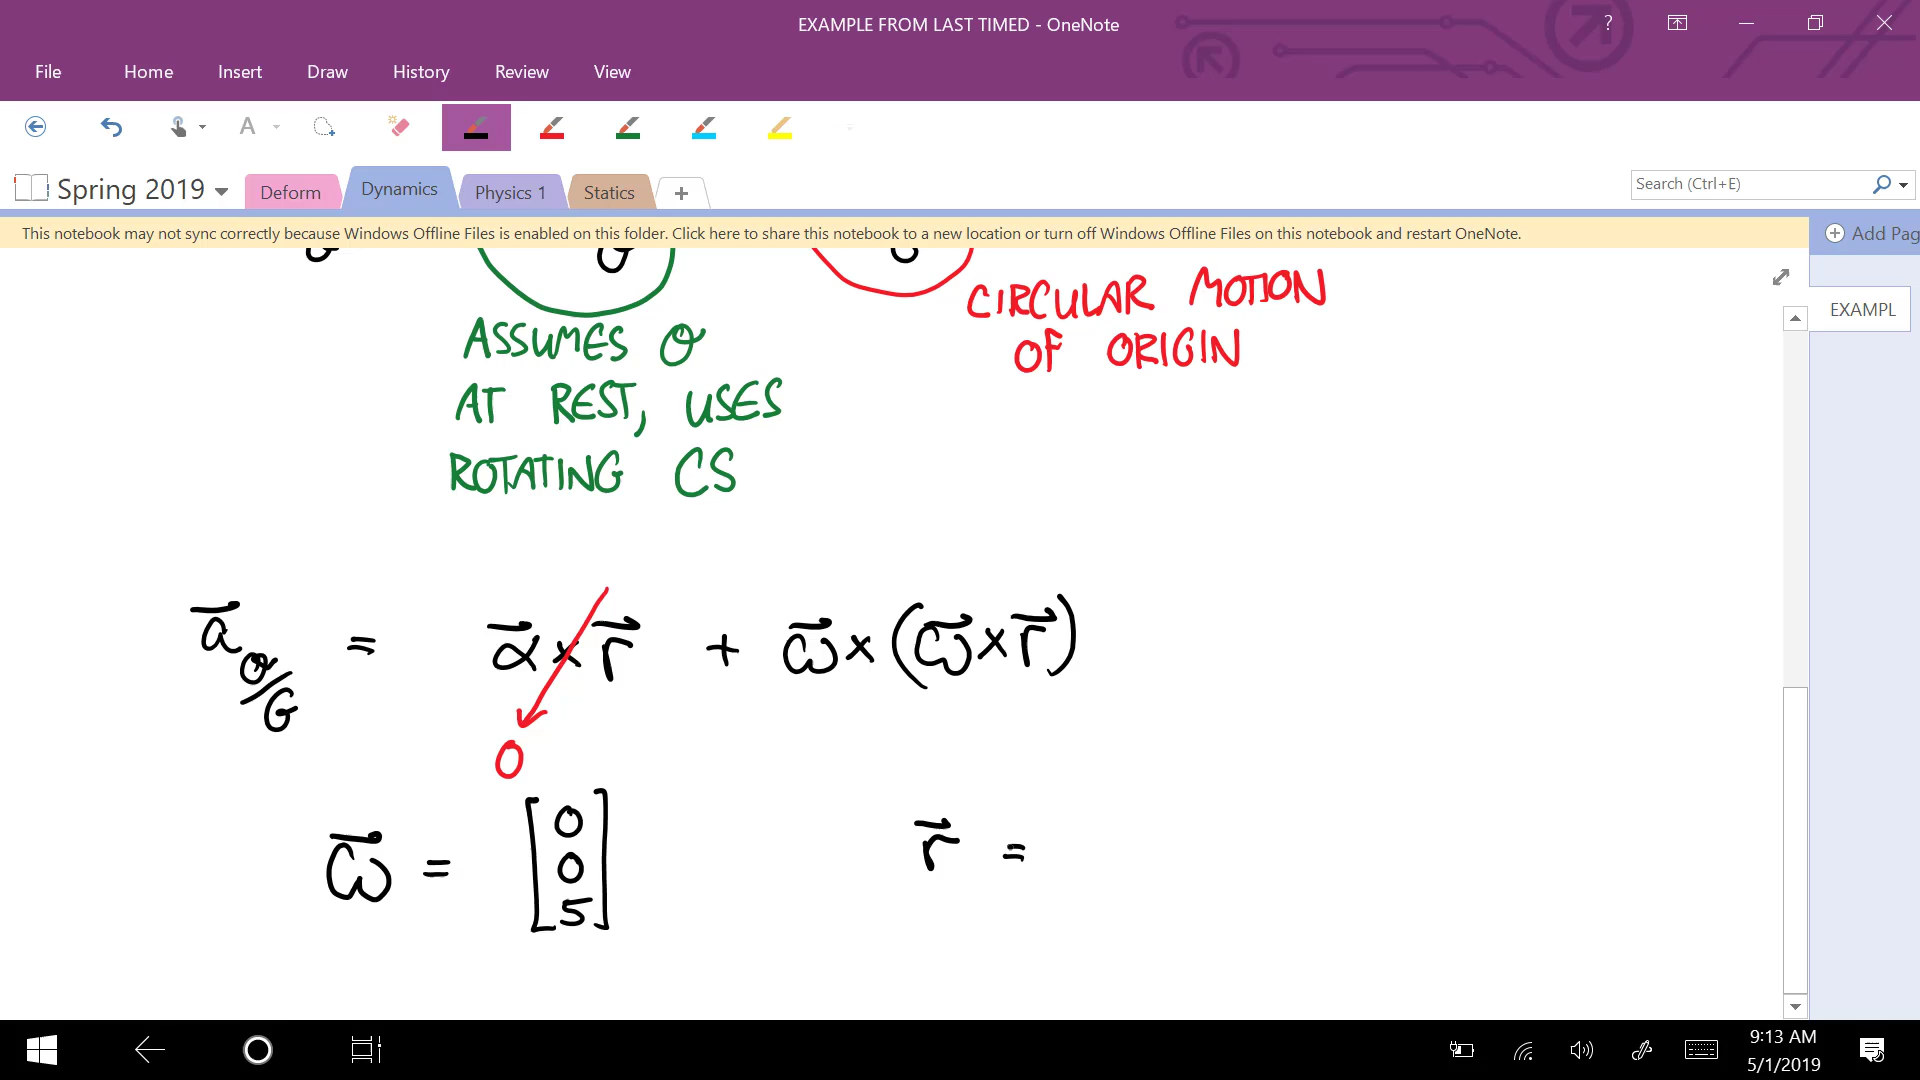 EXAMPLE FROM LAST TIMED - OneNote
?
File Home Insert Draw History Review View
A
Spring 2019 Deform Dynamics Physics 1 Statics +
Search (Ctrl+E)
This notebook may not sync correctly because Windows Offline Files is enabled on this folder. Click here to share this notebook to a new location or turn off Windows Offline Files on this notebook and restart OneNote.
Add Pag
EXAMPL
CIRCULAR MOTION
OF ORIGIN
ASSUMES O
AT REST, USES
ROTATING CS
a⃗ O/G = α⃗ × r⃗ + ω⃗ × (ω⃗ × r⃗)
0
ω⃗ = [0 0 5] r⃗ =
9:13 AM
5/1/2019